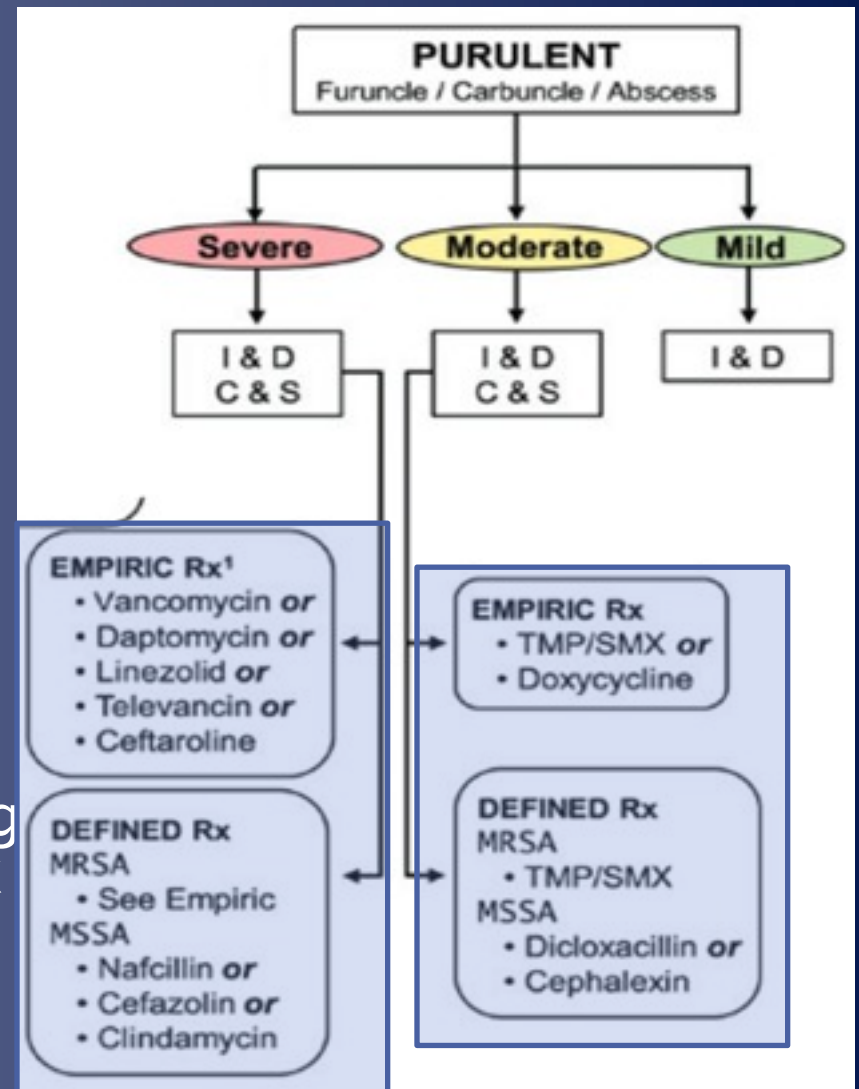 PURULENT
Furuncle / Carbuncle / Abscess
Severe
Moderate
Mild
I & D
C & S
I & D
C & S
I & D
EMPIRIC Rx¹
• Vancomycin or
• Daptomycin or
• Linezolid or
• Televancin or
• Ceftaroline
EMPIRIC Rx
• TMP/SMX or
• Doxycycline
g
DEFINED Rx
MRSA
• See Empiric
MSSA
• Nafcillin or
• Cefazolin or
• Clindamycin
DEFINED Rx
MRSA
• TMP/SMX
MSSA
• Dicloxacillin or
• Cephalexin